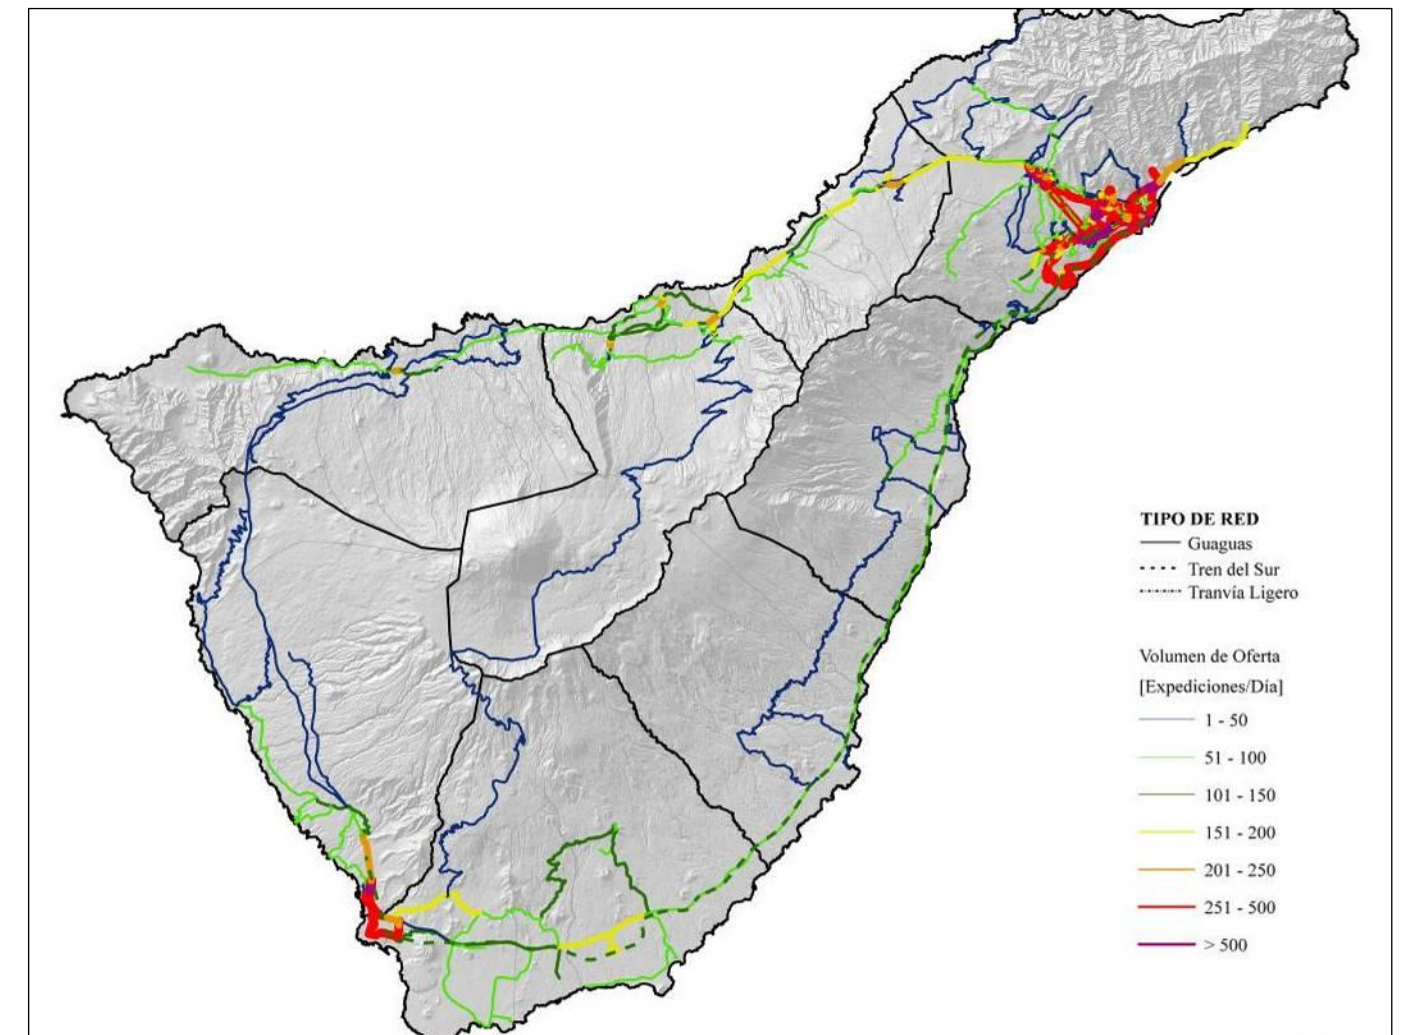 TIPO DE RED
Guaguas
Tren del Sur
Tranvía Ligero
Volumen de Oferta
[Expediciones/Día]
1 - 50
51 - 100
101 - 150
151 - 200
201 - 250
251 - 500
> 500